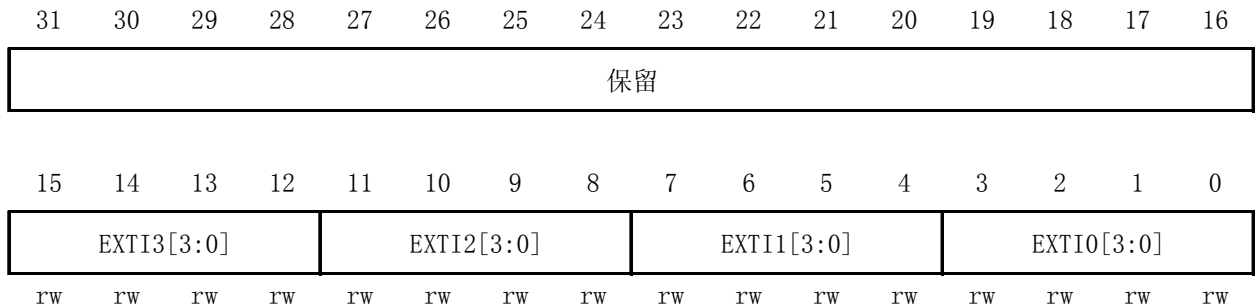 31 30 29 28 27 26 25 24 23 22 21 20 19 18 17 16
保留
15 14 13 12 11 10 9 8 7 6 5 4 3 2 1 0
EXTI3[3:0] EXTI2[3:0] EXTI1[3:0] EXTI0[3:0]
rw rw rw rw rw rw rw rw rw rw rw rw rw rw rw rw